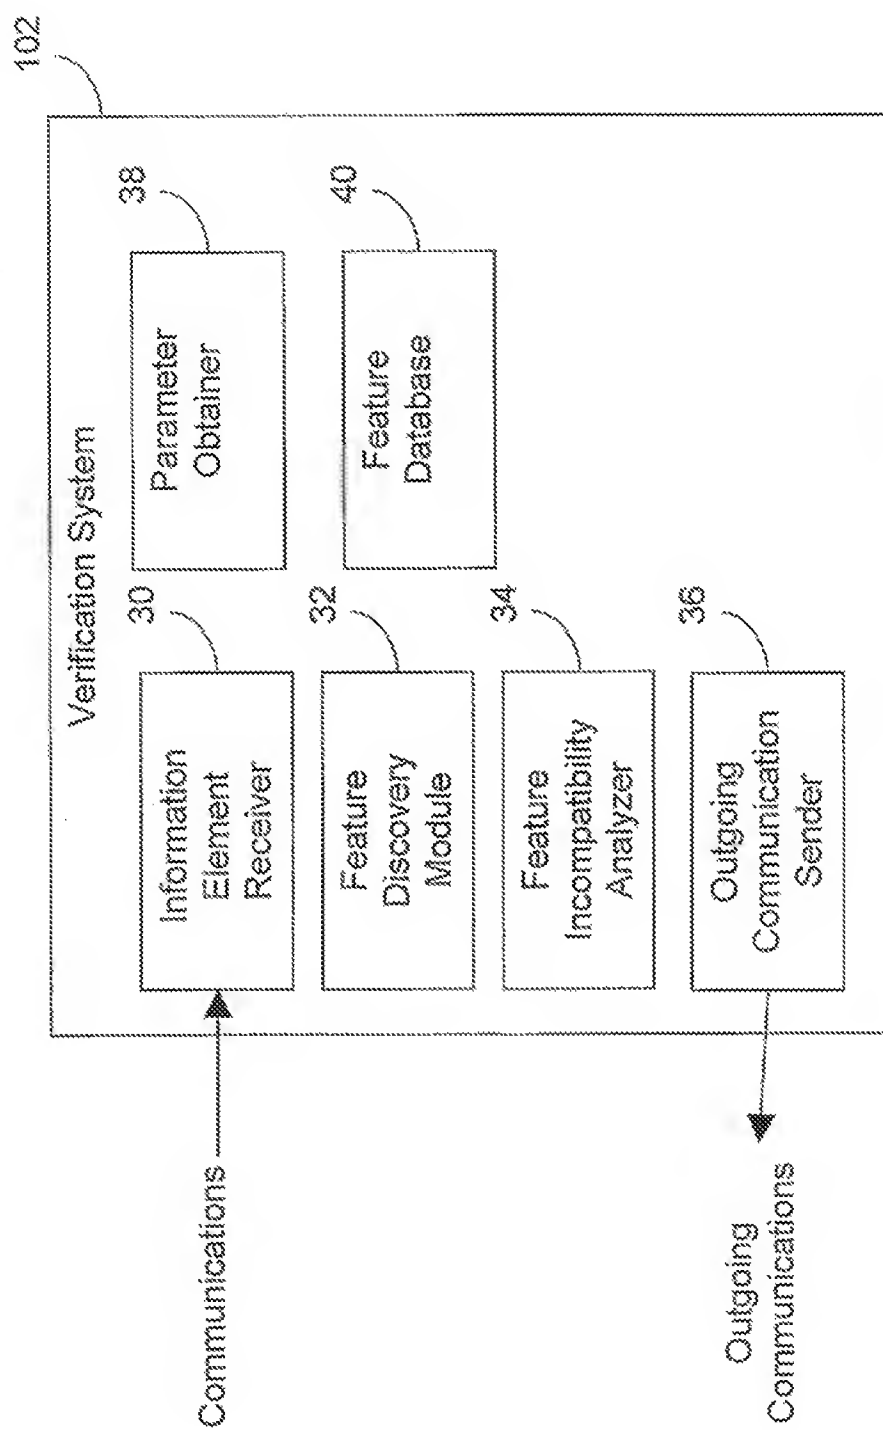 102
Verification System
Communications
Information
Element
Receiver
30
Parameter
Obtainer
38
Feature
Discovery
Module
32
Feature
Database
40
Feature
Incompatibility
Analyzer
34
Outgoing
Communications
Outgoing
Communication
Sender
36